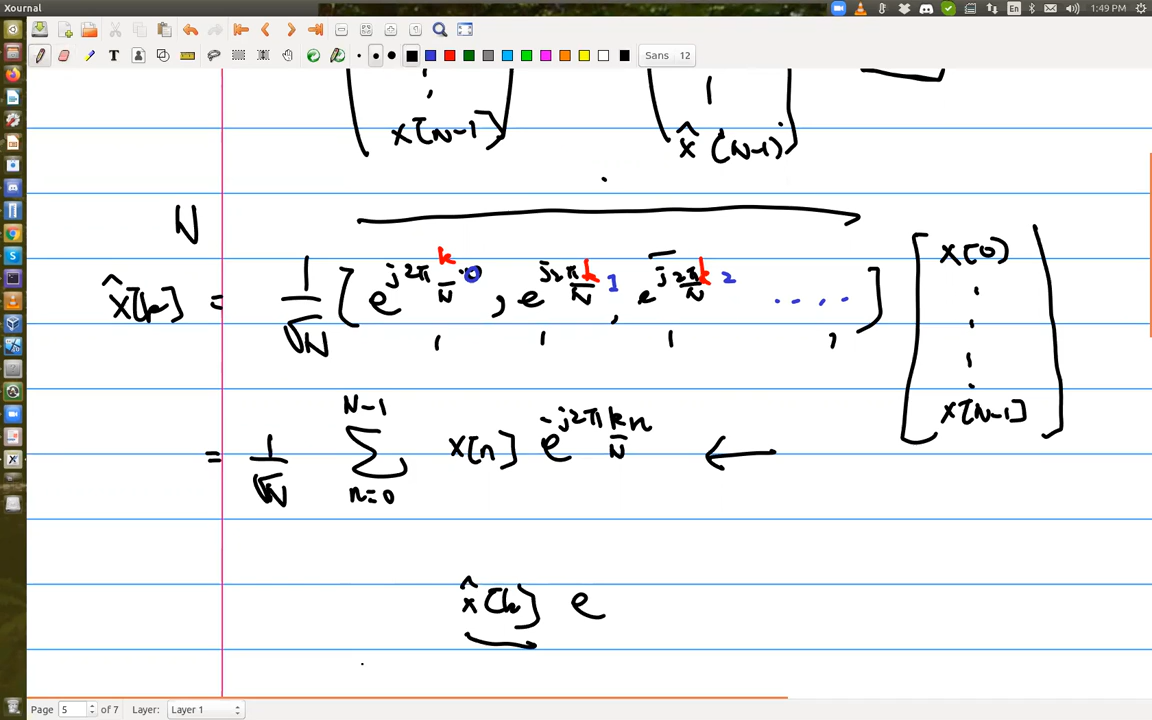 Xournal
En
1:49 PM
Sans 12
x[N-1] x̂[N-1]
N
x̂[k] = 1/√N [ e^{j2π k/N 0} , e^{j2π k/N 1} , e^{j2π k/N 2} .... ] [ x[0] ⋮ x[N-1] ]
= 1/√N ∑_{n=0}^{N-1} x[n] e^{-j2π kn/N} ←
x̂[k] e
Page 5 of 7 Layer: Layer 1